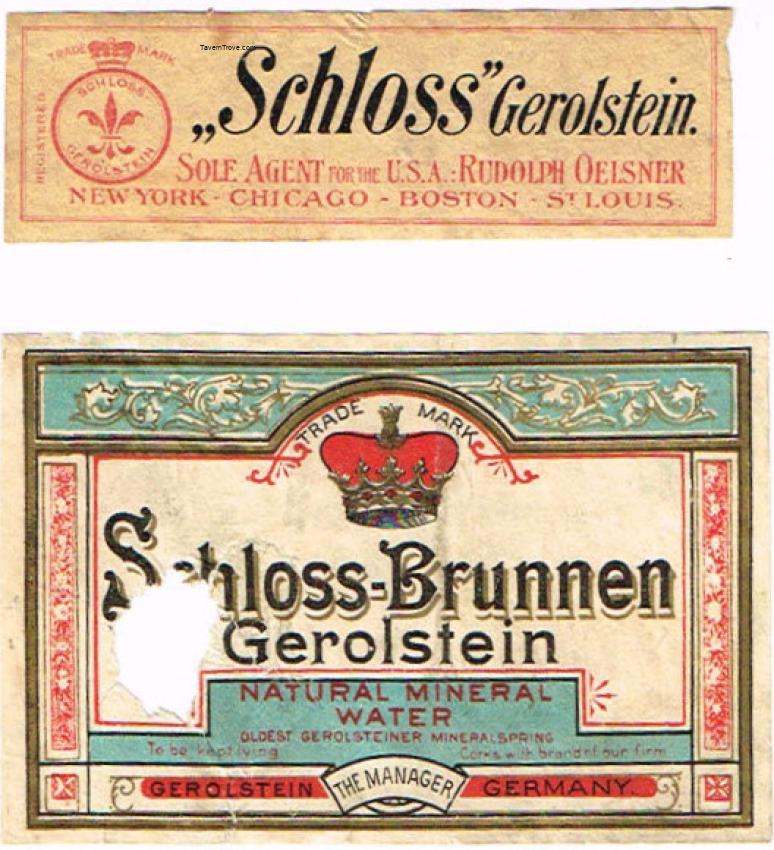 TavernTrove.com
TRADE MARK
REGISTERED
SCHLOSS-
GEROLSTEIN
„Schloss” Gerolstein.
SOLE AGENT FOR THE U.S.A.: RUDOLPH OELSNER
NEW YORK - CHICAGO - BOSTON - ST LOUIS.
TRADE MARK
Schloss-Brunnen
Gerolstein
NATURAL MINERAL
WATER
OLDEST GEROLSTEINER MINERALSPRING
To be kept lying Corks with brand of our firm
GEROLSTEIN THE MANAGER GERMANY.